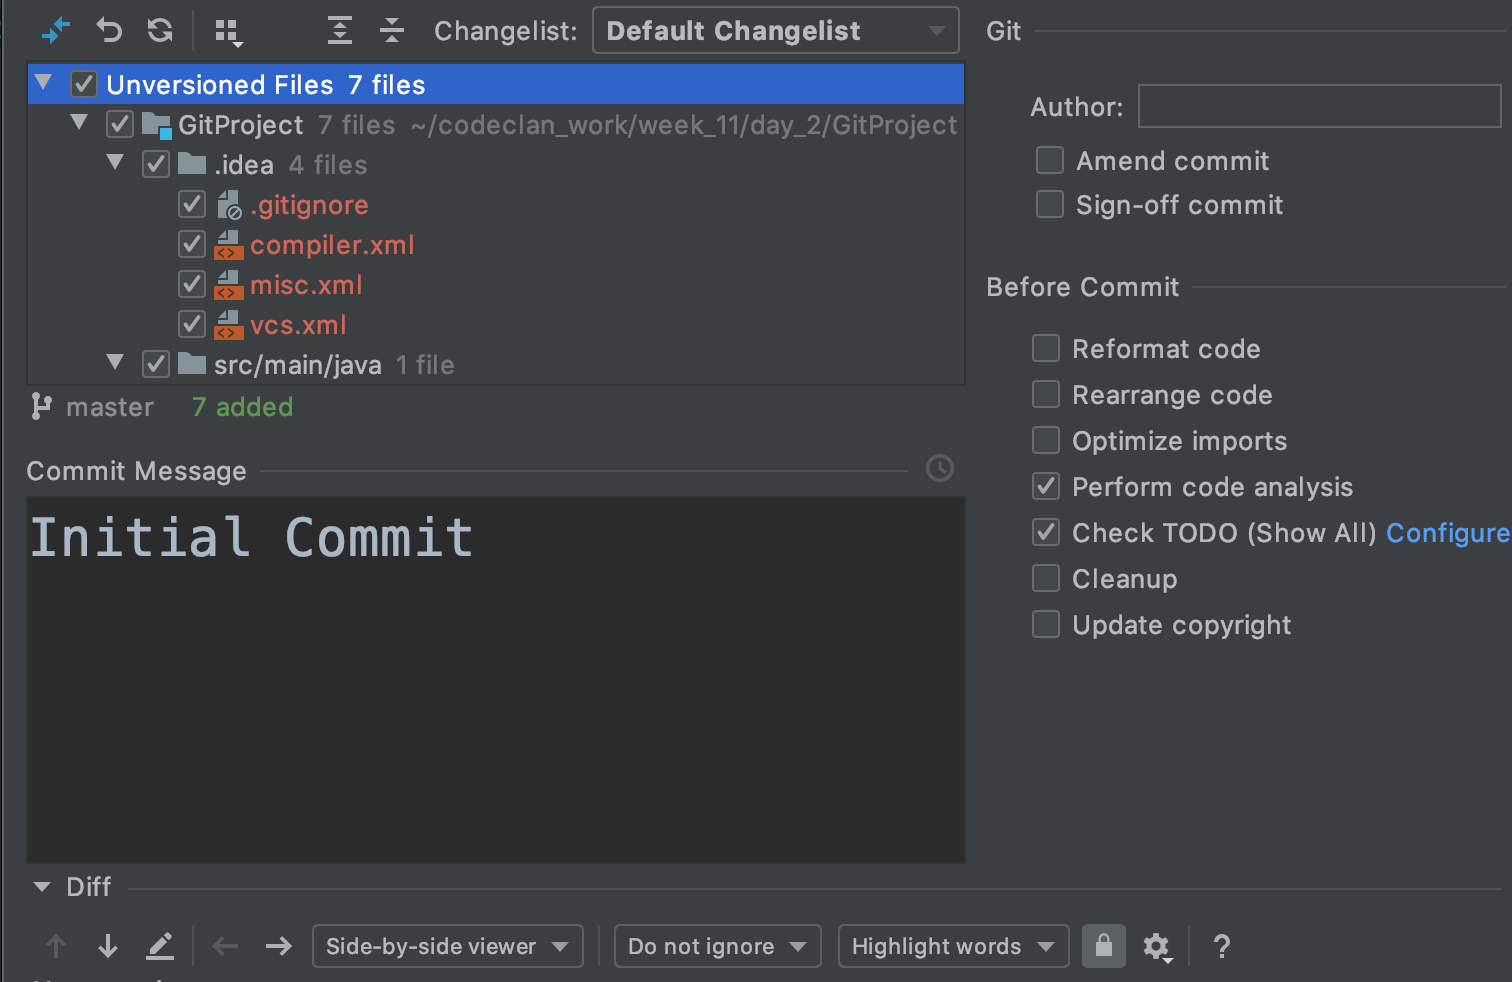 Changelist: Default Changelist
Unversioned Files 7 files
GitProject 7 files ~/codeclan_work/week_11/day_2/GitProject
.idea 4 files
.gitignore
compiler.xml
misc.xml
vcs.xml
src/main/java 1 file
master 7 added
Commit Message
Initial Commit
Git
Author:
Amend commit
Sign-off commit
Before Commit
Reformat code
Rearrange code
Optimize imports
Perform code analysis
Check TODO (Show All) Configure
Cleanup
Update copyright
Diff
Side-by-side viewer Do not ignore Highlight words ?